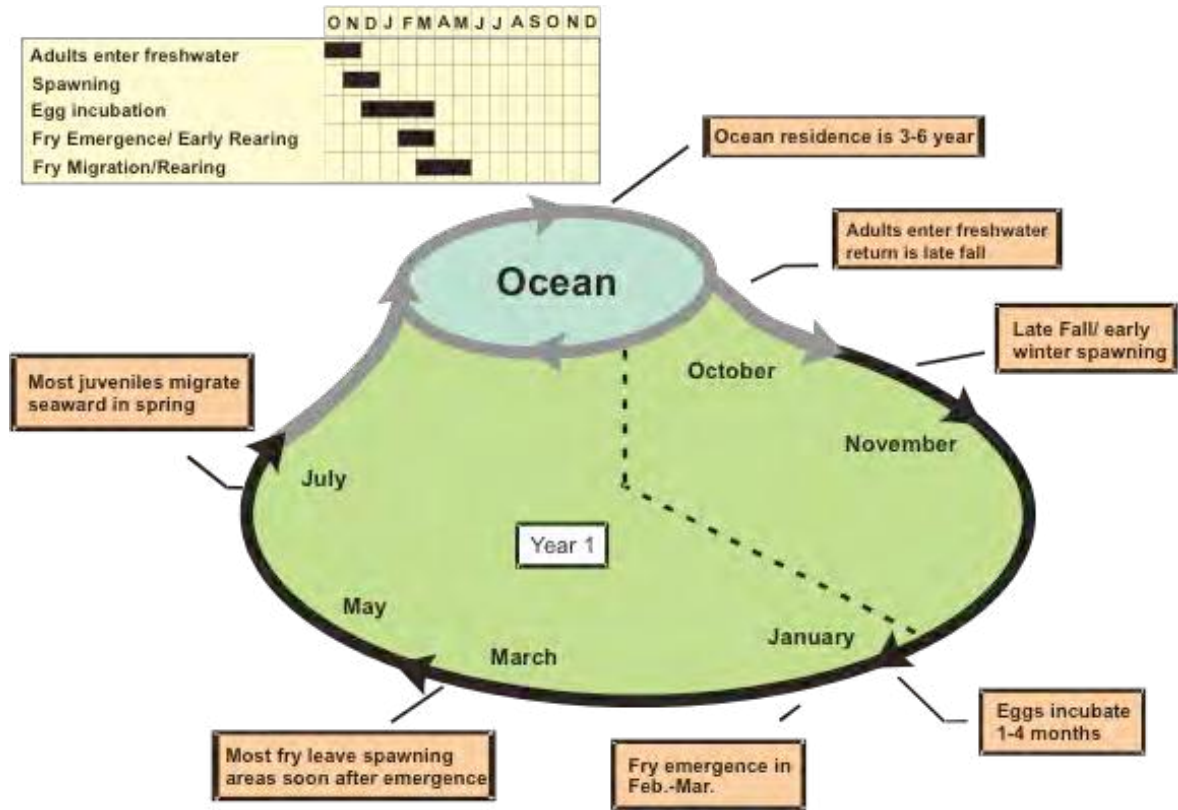 O N D J F M A M J J A S O N D
Adults enter freshwater
Spawning
Egg incubation
Fry Emergence/ Early Rearing
Fry Migration/Rearing
Ocean residence is 3-6 year
Adults enter freshwater
return is late fall
Ocean
Late Fall/ early
winter spawning
October
Most juveniles migrate
seaward in spring
November
July
Year 1
May
January
March
Eggs incubate
1-4 months
Most fry leave spawning
areas soon after emergence
Fry emergence in
Feb.-Mar.